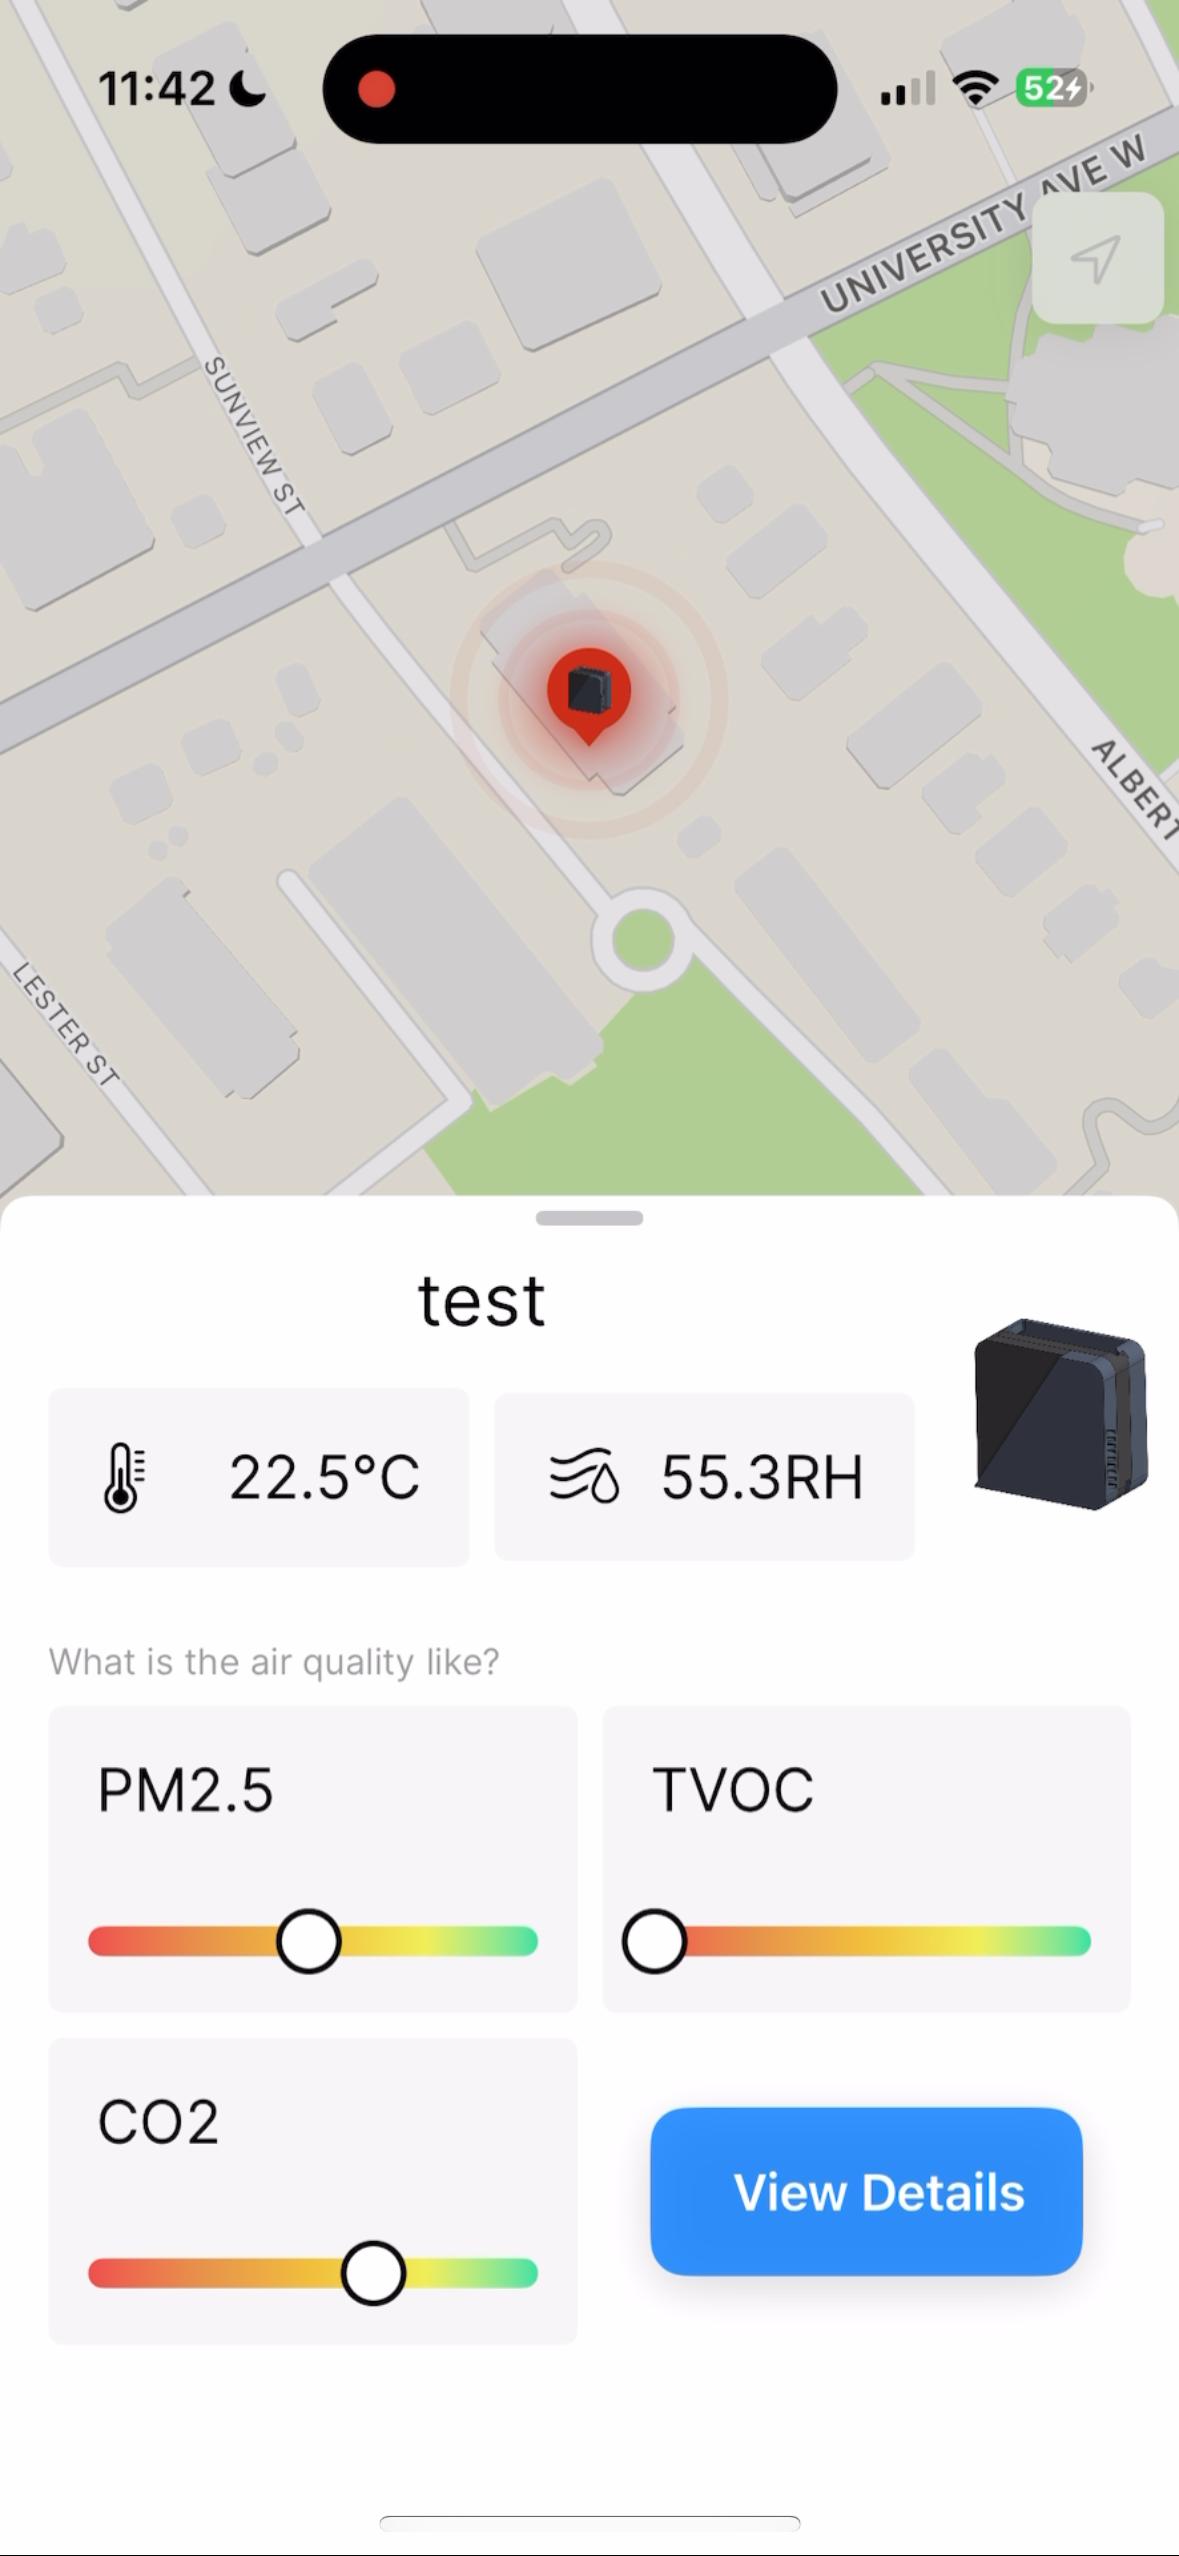 11:42
52
UNIVERSITY AVE W
SUNVIEW ST
ALBERT
LESTER ST
test
22.5°C
55.3RH
What is the air quality like?
PM2.5
TVOC
CO2
View Details